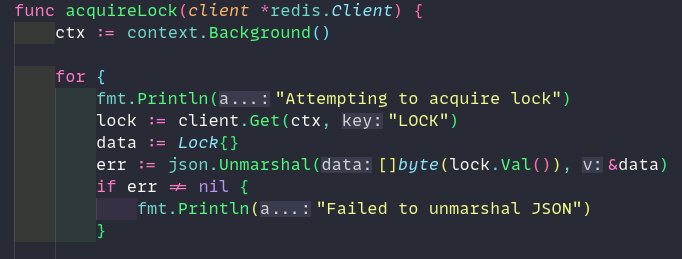 func acquireLock(client *redis.Client) {
ctx := context.Background()
for {
fmt.Println(a...: "Attempting to acquire lock")
lock := client.Get(ctx, key: "LOCK")
data := Lock{}
err := json.Unmarshal(data: []byte(lock.Val()), v: &data)
if err ≠ nil {
fmt.Println(a...: "Failed to unmarshal JSON")
}